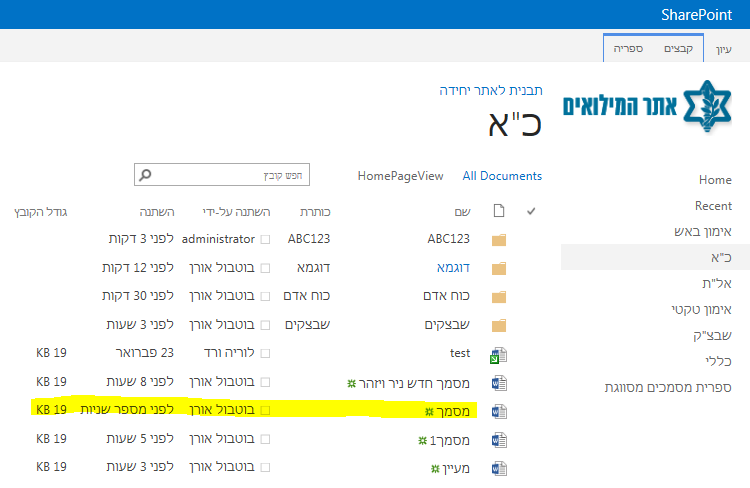 SharePoint
עיון
קבצים
ספריה
אתר המילואים
תבנית לאתר יחידה
כ"א
All Documents
HomePageView
חפש קובץ
Home
Recent
אימון באש
כ"א
אל"ת
אימון טקטי
שבצ"ק
כללי
ספרית מסמכים מסווגת
שם כותרת השתנה על-ידי השתנה גודל הקובץ
ABC123 ABC123 administrator לפני 3 דקות
דוגמא דוגמא בוטבול אורן לפני 12 דקות
כוח אדם כוח אדם בוטבול אורן לפני 30 דקות
שבצקים שבצקים בוטבול אורן לפני 3 שעות
test לוריה ורד 23 פברואר 19 KB
מסמך חדש ניר ויזהר בוטבול אורן לפני 8 שעות 19 KB
מסמך בוטבול אורן לפני מספר שניות 19 KB
מסמך1 בוטבול אורן לפני 5 שעות 19 KB
מעיין בוטבול אורן לפני 3 שעות 19 KB